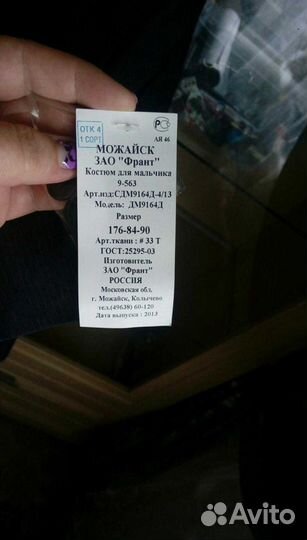 ОТК 4
1 СОРТ
АЯ 46
МОЖАЙСК
ЗАО "Франт"
Костюм для мальчика
9-563
Арт.изд:СДМ9164Д-4/13
Модель: ДМ9164Д
Размер
176-84-90
Арт.ткани : # 33 Т
ГОСТ:25295-03
Изготовитель
ЗАО "Франт"
РОССИЯ
Московская обл.
г. Можайск, Колычево
тел.(49638) 60-120
Дата выпуска : 2013
Avito